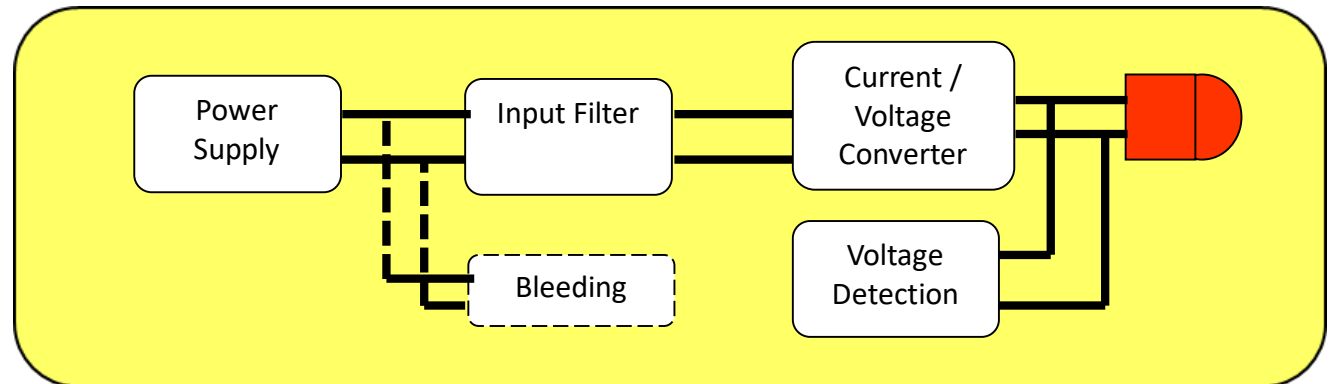 Power
Supply
Input Filter
Current /
Voltage
Converter
Bleeding
Voltage
Detection